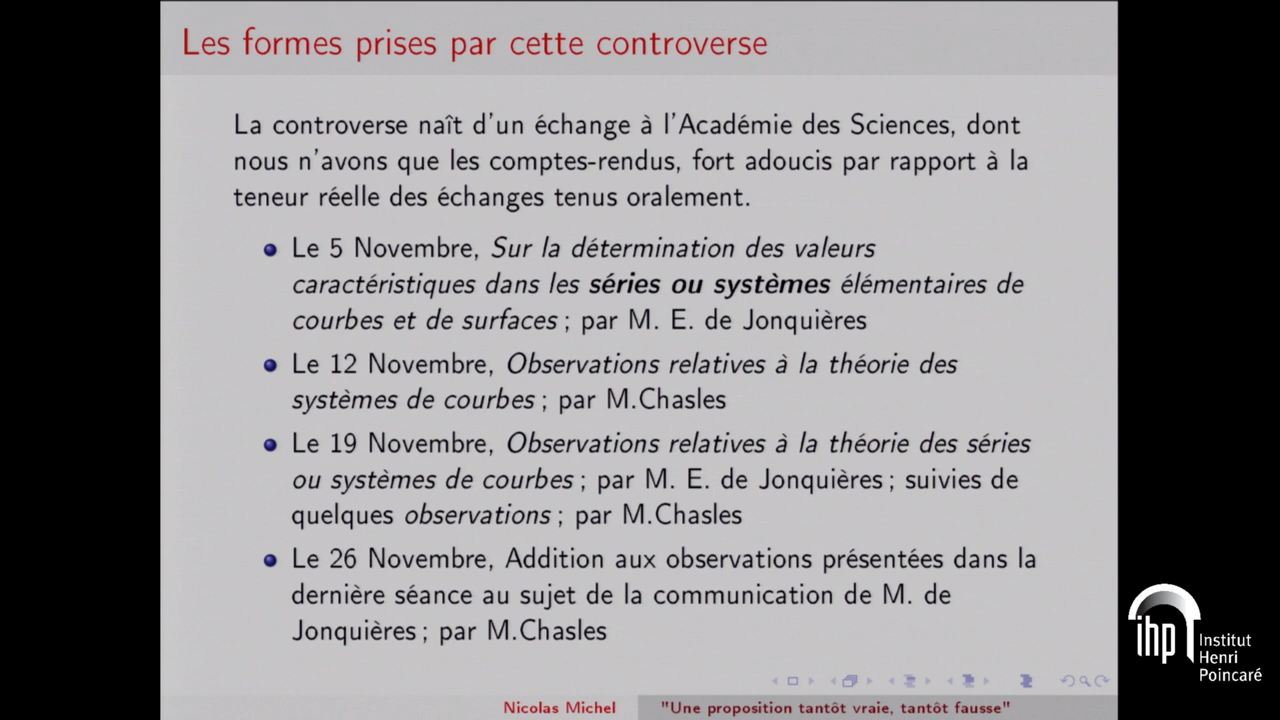 Les formes prises par cette controverse
La controverse naît d'un échange à l'Académie des Sciences, dont
nous n'avons que les comptes-rendus, fort adoucis par rapport à la
teneur réelle des échanges tenus oralement.
Le 5 Novembre, Sur la détermination des valeurs
caractéristiques dans les séries ou systèmes élémentaires de
courbes et de surfaces ; par M. E. de Jonquières
Le 12 Novembre, Observations relatives à la théorie des
systèmes de courbes ; par M.Chasles
Le 19 Novembre, Observations relatives à la théorie des séries
ou systèmes de courbes ; par M. E. de Jonquières ; suivies de
quelques observations ; par M.Chasles
Le 26 Novembre, Addition aux observations présentées dans la
dernière séance au sujet de la communication de M. de
Jonquières ; par M.Chasles
ihp
Institut
Henri
Poincaré
Nicolas Michel "Une proposition tantôt vraie, tantôt fausse"